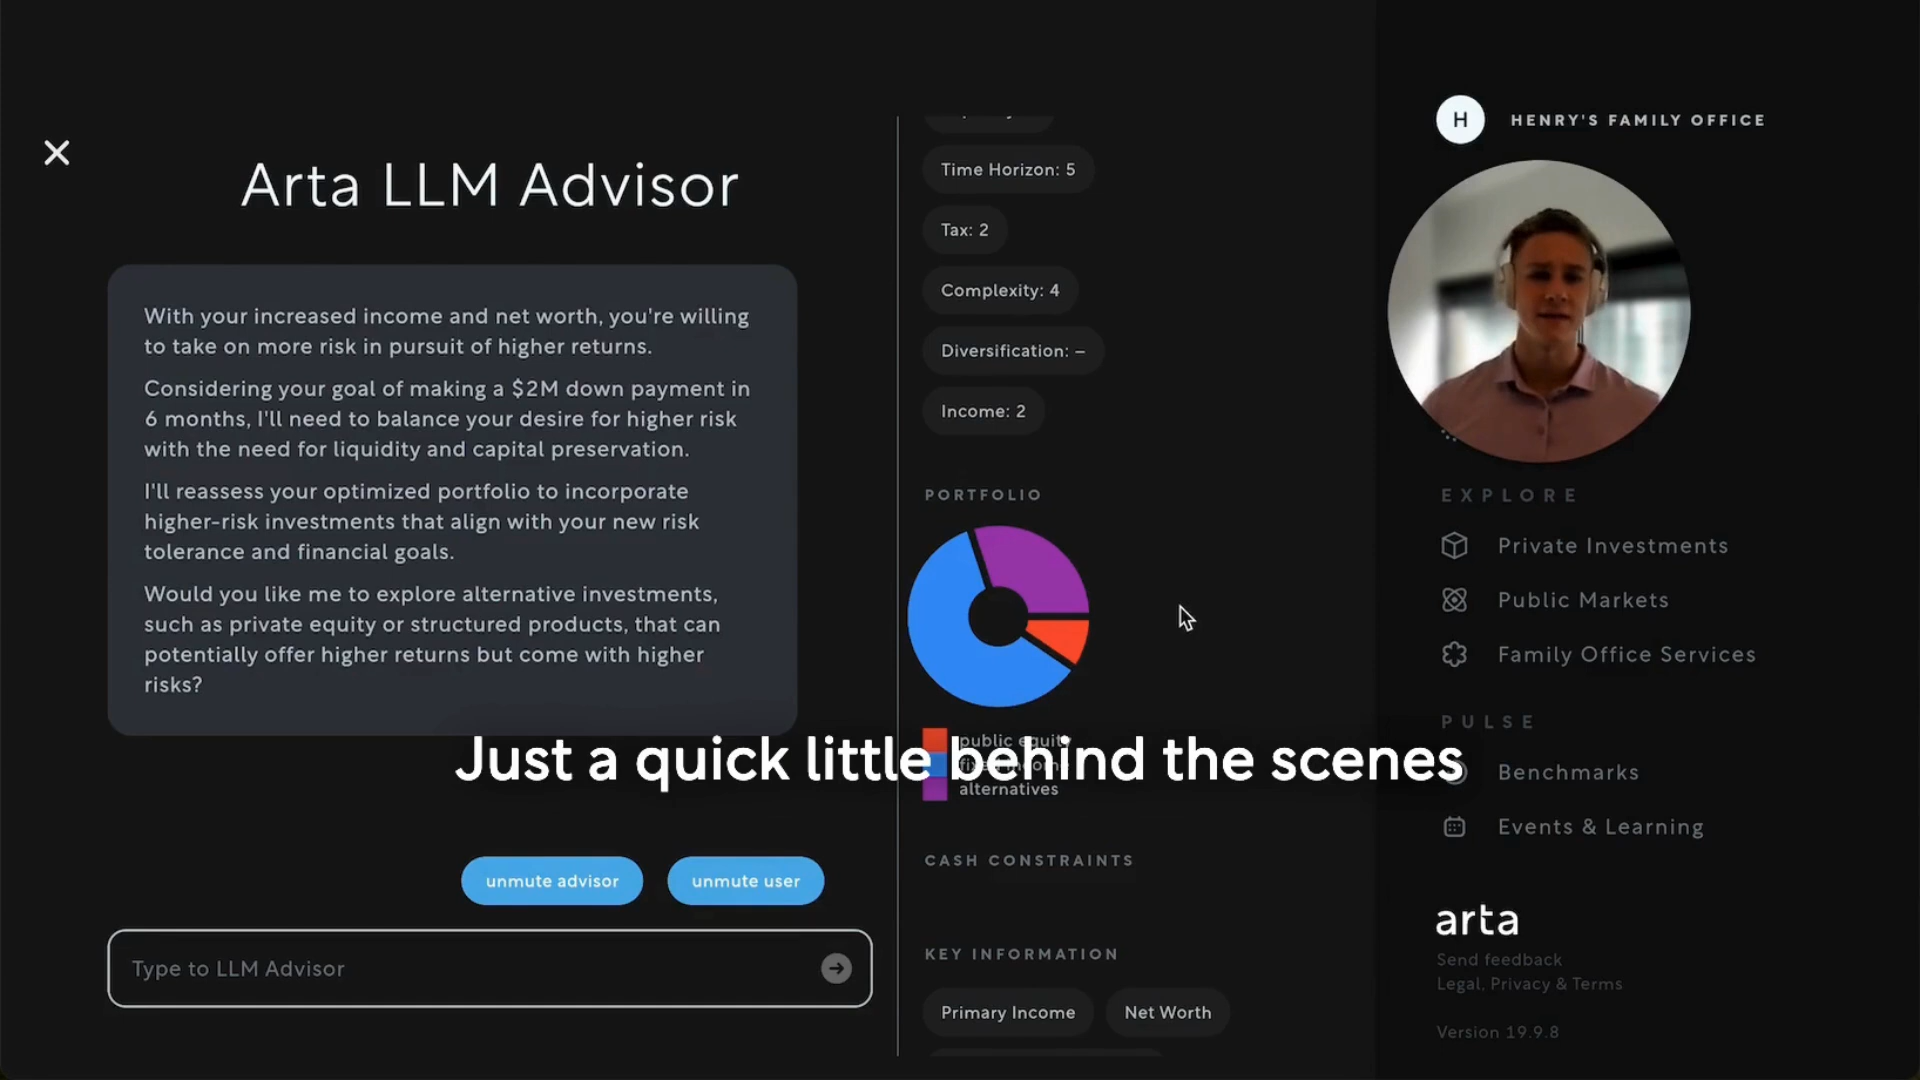 Arta LLM Advisor
With your increased income and net worth, you're willing
to take on more risk in pursuit of higher returns.
Considering your goal of making a $2M down payment in
6 months, I'll need to balance your desire for higher risk
with the need for liquidity and capital preservation.
I'll reassess your optimized portfolio to incorporate
higher-risk investments that align with your new risk
tolerance and financial goals.
Would you like me to explore alternative investments,
such as private equity or structured products, that can
potentially offer higher returns but come with higher
risks?
unmute advisor
unmute user
Type to LLM Advisor
Time Horizon: 5
Tax: 2
Complexity: 4
Diversification: –
Income: 2
PORTFOLIO
public equity
fixed income
alternatives
Just a quick little behind the scenes
CASH CONSTRAINTS
KEY INFORMATION
Primary Income
Net Worth
H
HENRY'S FAMILY OFFICE
EXPLORE
Private Investments
Public Markets
Family Office Services
PULSE
Benchmarks
Events & Learning
arta
Send feedback
Legal, Privacy & Terms
Version 19.9.8